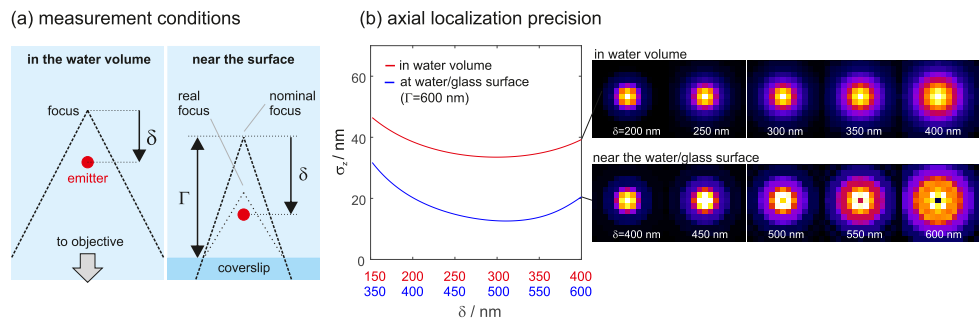 (a) measurement conditions
in the water volume
focus
δ
emitter
to objective
near the surface
real focus
nominal focus
δ
Γ
coverslip
(b) axial localization precision
60
40
20
0
σz / nm
in water volume
at water/glass surface
(Γ=600 nm)
150 200 250 300 350 400
350 400 450 500 550 600
δ / nm
in water volume
δ=200 nm 250 nm 300 nm 350 nm 400 nm
near the water/glass surface
δ=400 nm 450 nm 500 nm 550 nm 600 nm